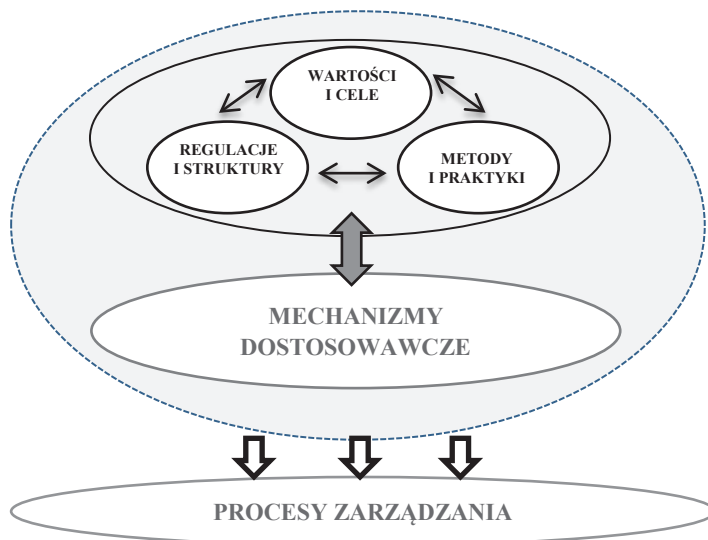 WARTOŚCI
I CELE
REGULACJE
I STRUKTURY
METODY
I PRAKTYKI
MECHANIZMY
DOSTOSOWAWCZE
PROCESY ZARZĄDZANIA